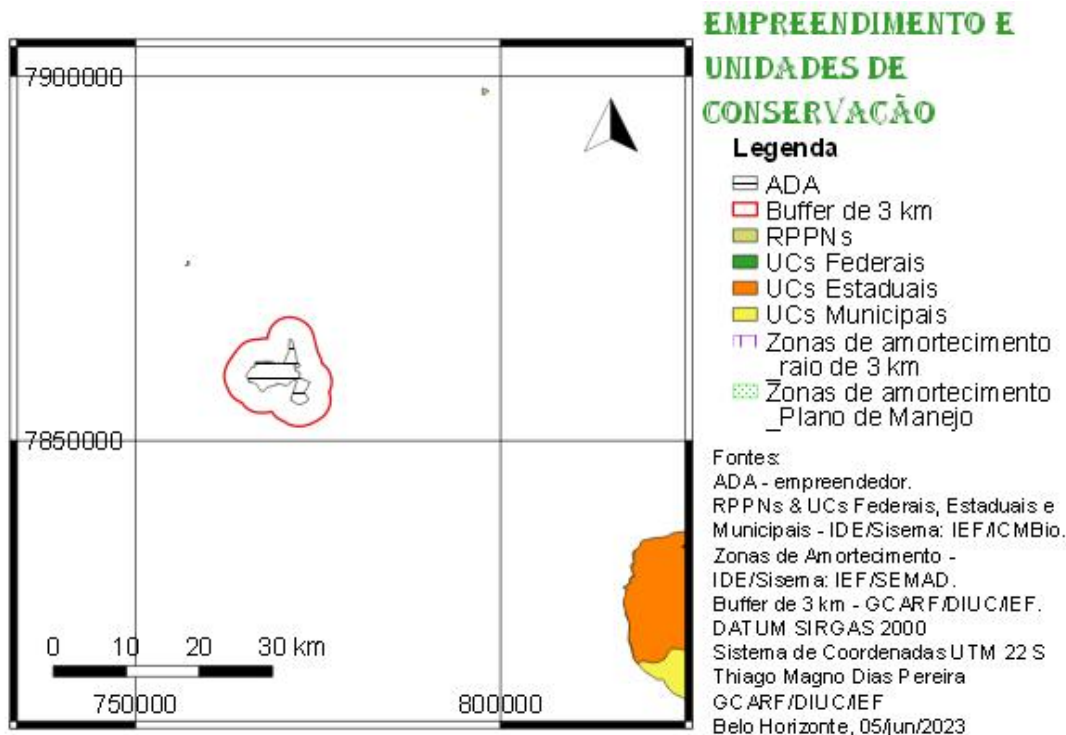 EMPREENDIMENTO E
UNIDADES DE
CONSERVAÇÃO
Legenda
ADA
Buffer de 3 km
RPPNs
UCs Federais
UCs Estaduais
UCs Municipais
Zonas de amortecimento
_raio de 3 km
Zonas de amortecimento
_Plano de Manejo
Fontes:
ADA - empreendedor.
RPPNs & UCs Federais, Estaduais e
Municipais - IDE/Sisema: IEF/ICMBio.
Zonas de Amortecimento -
IDE/Sisema: IEF/SEMAD.
Buffer de 3 km - GCARF/DIUC/IEF.
DATUM SIRGAS 2000
Sistema de Coordenadas UTM 22 S
Thiago Magno Dias Pereira
GCARF/DIUC/IEF
Belo Horizonte, 05/jun/2023
7900000
7850000
0 10 20 30 km
750000 800000